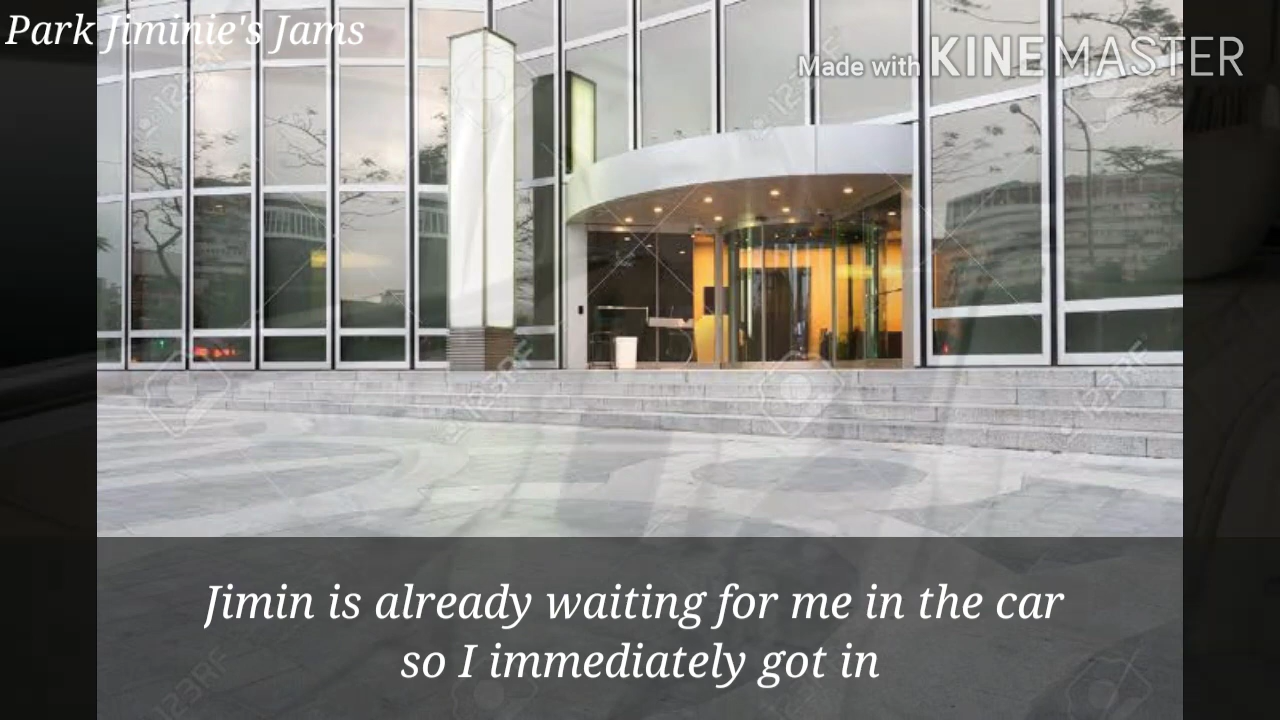 Park Jiminie's Jams
Made with KINEMASTER
Jimin is already waiting for me in the car
so I immediately got in
123RF